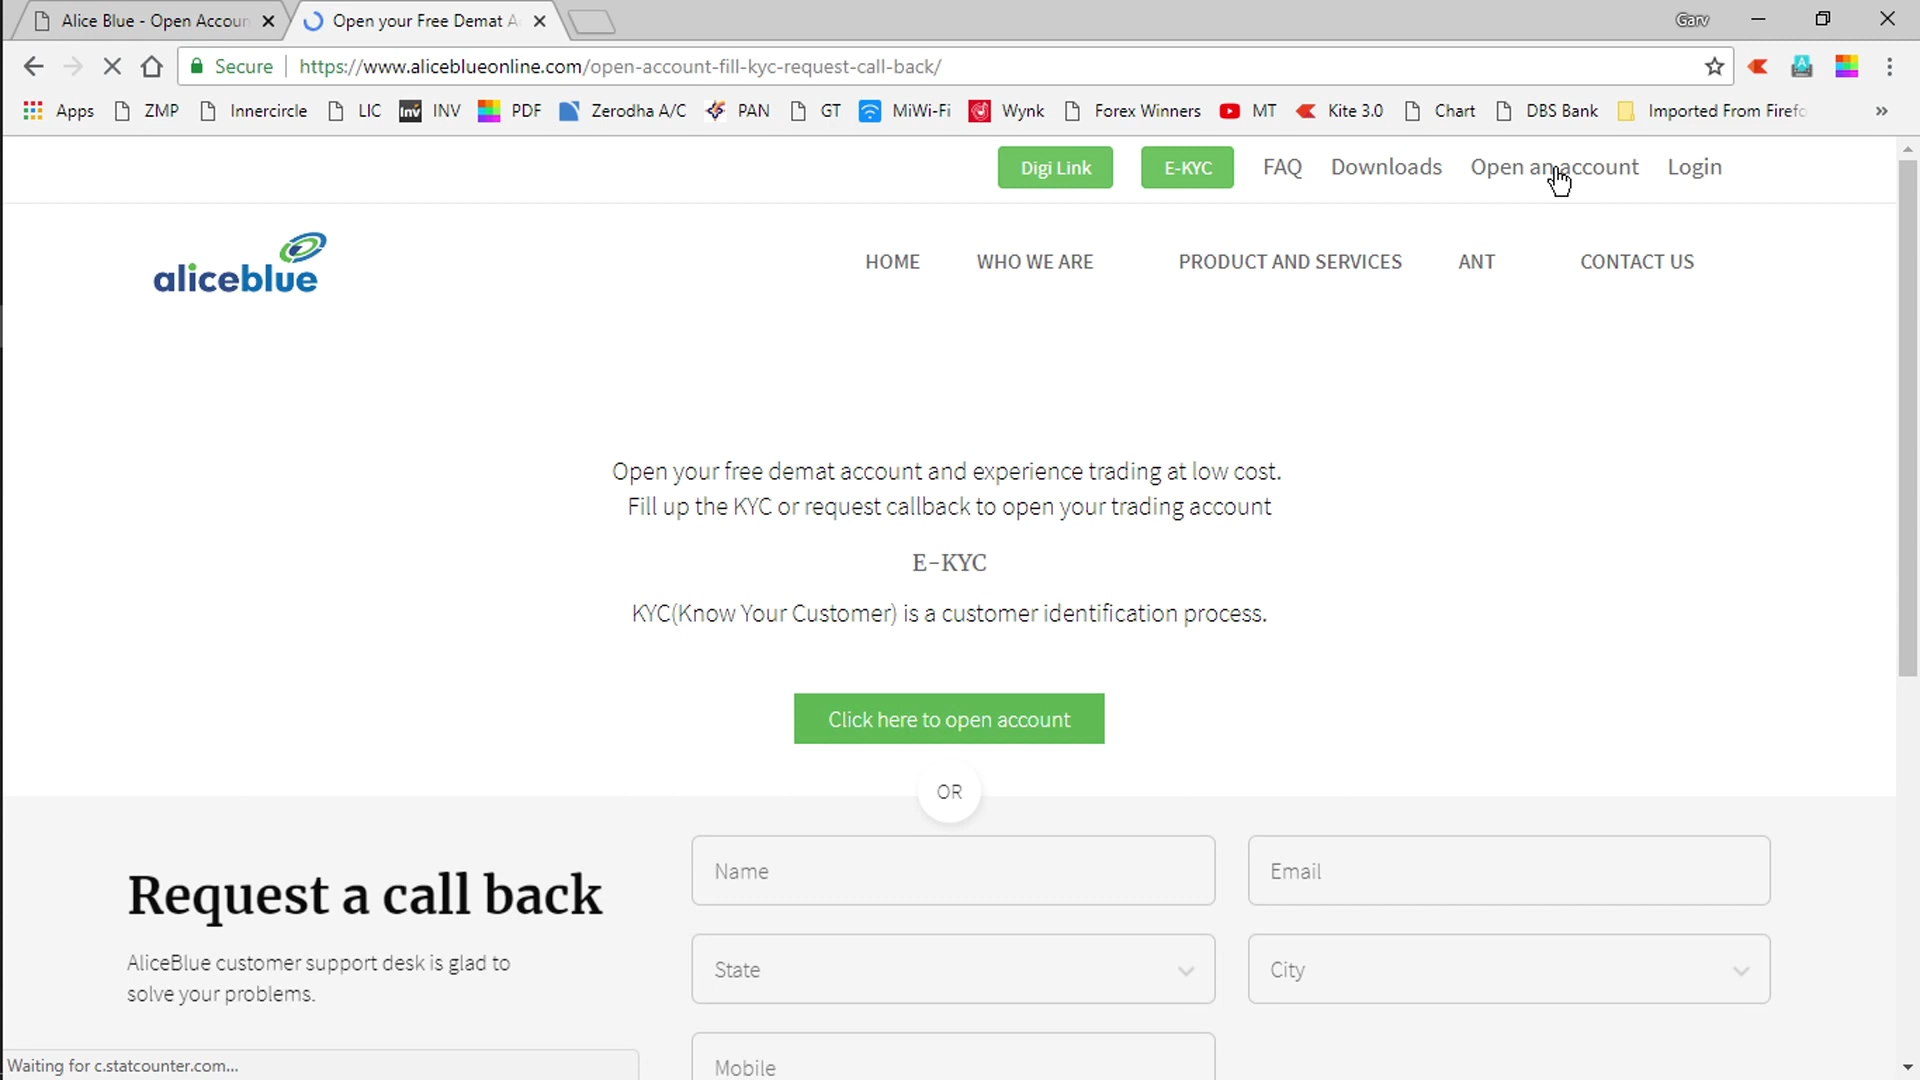 Alice Blue - Open Accoun
Open your Free Demat A
Garv
Secure
https://www.aliceblueonline.com/open-account-fill-kyc-request-call-back/
Apps ZMP Innercircle LIC INV PDF Zerodha A/C PAN GT MiWi-Fi Wynk Forex Winners MT Kite 3.0 Chart DBS Bank Imported From Firefo »
Digi Link E-KYC FAQ Downloads Open an account Login
aliceblue
HOME WHO WE ARE PRODUCT AND SERVICES ANT CONTACT US
Open your free demat account and experience trading at low cost.
Fill up the KYC or request callback to open your trading account
E-KYC
KYC(Know Your Customer) is a customer identification process.
Click here to open account
OR
Request a call back
AliceBlue customer support desk is glad to
solve your problems.
Name
Email
State
City
Mobile
Waiting for c.statcounter.com...